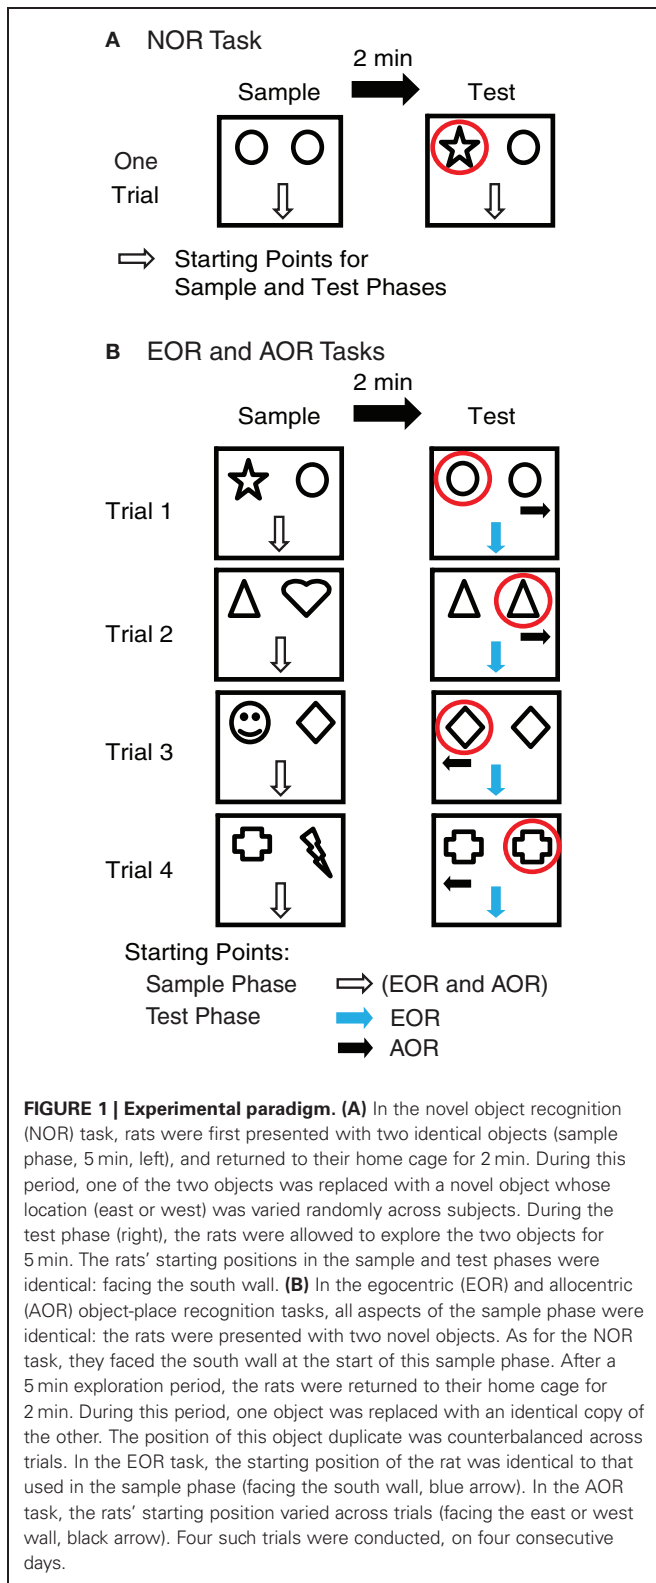 A NOR Task
2 min
Sample Test
One
Trial
Starting Points for
Sample and Test Phases
B EOR and AOR Tasks
2 min
Sample Test
Trial 1
Trial 2
Trial 3
Trial 4
Starting Points:
Sample Phase (EOR and AOR)
Test Phase EOR
AOR
FIGURE 1 | Experimental paradigm. (A) In the novel object recognition
(NOR) task, rats were first presented with two identical objects (sample
phase, 5 min, left), and returned to their home cage for 2 min. During this
period, one of the two objects was replaced with a novel object whose
location (east or west) was varied randomly across subjects. During the
test phase (right), the rats were allowed to explore the two objects for
5 min. The rats' starting positions in the sample and test phases were
identical: facing the south wall. (B) In the egocentric (EOR) and allocentric
(AOR) object-place recognition tasks, all aspects of the sample phase were
identical: the rats were presented with two novel objects. As for the NOR
task, they faced the south wall at the start of this sample phase. After a
5 min exploration period, the rats were returned to their home cage for
2 min. During this period, one object was replaced with an identical copy of
the other. The position of this object duplicate was counterbalanced across
trials. In the EOR task, the starting position of the rat was identical to that
used in the sample phase (facing the south wall, blue arrow). In the AOR
task, the rats' starting position varied across trials (facing the east or west
wall, black arrow). Four such trials were conducted, on four consecutive
days.